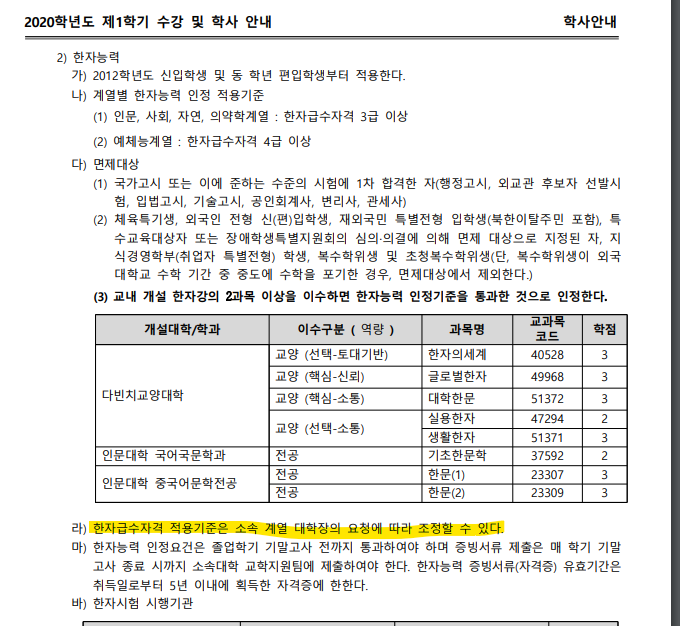 2020학년도 제1학기 수강 및 학사 안내 학사안내
2) 한자능력
가) 2012학년도 신입학생 및 동 학년 편입학생부터 적용한다.
나) 계열별 한자능력 인정 적용기준
(1) 인문, 사회, 자연, 의약학계열 : 한자급수자격 3급 이상
(2) 예체능계열 : 한자급수자격 4급 이상
다) 면제대상
(1) 국가고시 또는 이에 준하는 수준의 시험에 1차 합격한 자(행정고시, 외교관 후보자 선발시
험, 입법고시, 기술고시, 공인회계사, 변리사, 관세사)
(2) 체육특기생, 외국인 전형 신(편)입학생, 재외국민 특별전형 입학생(북한이탈주민 포함), 특
수교육대상자 또는 장애학생특별지원회의 심의·의결에 의해 면제 대상으로 지정된 자, 지
식경영학부(취업자 특별전형) 학생, 복수학위생 및 초청복수학위생(단, 복수학위생이 외국
대학교 수학 기간 중 중도에 수학을 포기한 경우, 면제대상에서 제외한다.)
(3) 교내 개설 한자강의 2과목 이상을 이수하면 한자능력 인정기준을 통과한 것으로 인정한다.
개설대학/학과 이수구분 ( 역량 ) 과목명 교과목 코드 학점
다빈치교양대학 교양 (선택-토대기반) 한자의세계 40528 3
교양 (핵심-신뢰) 글로벌한자 49968 3
교양 (핵심-소통) 대학한문 51372 3
교양 (선택-소통) 실용한자 47294 2
생활한자 51371 3
인문대학 국어국문학과 전공 기초한문학 37592 2
인문대학 중국어문학전공 전공 한문(1) 23307 3
전공 한문(2) 23309 3
라) 한자급수자격 적용기준은 소속 계열 대학장의 요청에 따라 조정할 수 있다.
마) 한자능력 인정요건은 졸업학기 기말고사 전까지 통과하여야 하며 증빙서류 제출은 매 학기 기말
고사 종료 시까지 소속대학 교학지원팀에 제출하여야 한다. 한자능력 증빙서류(자격증) 유효기간은
취득일로부터 5년 이내에 획득한 자격증에 한한다.
바) 한자시험 시행기관